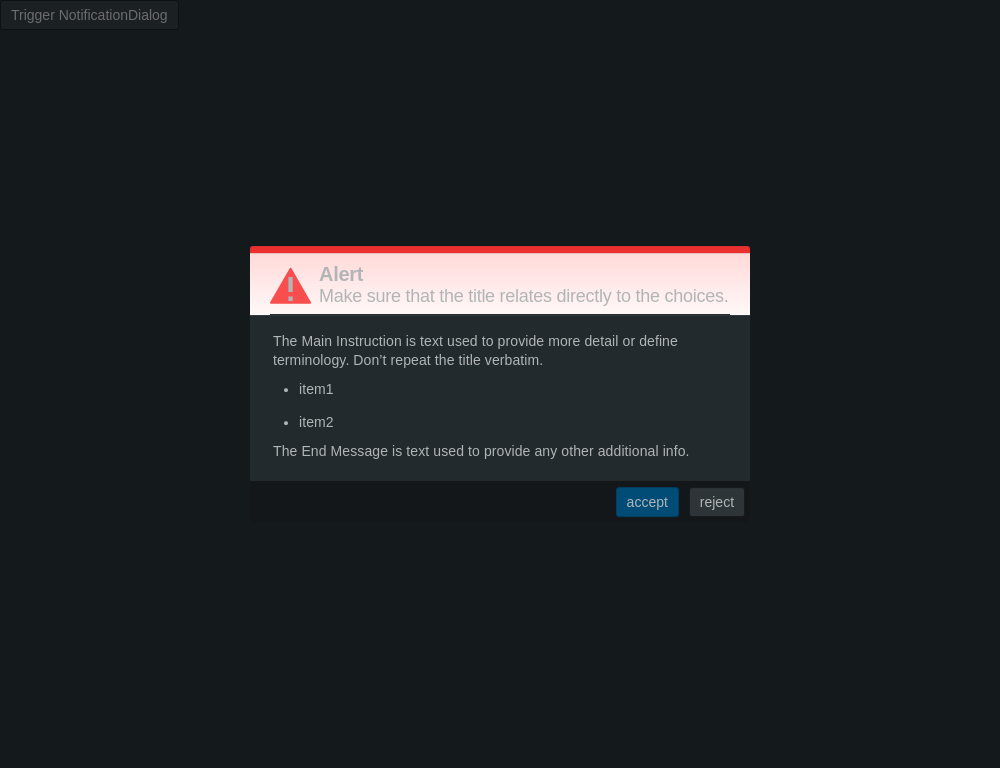 Trigger NotificationDialog
Alert
Make sure that the title relates directly to the choices.
The Main Instruction is text used to provide more detail or define
terminology. Don’t repeat the title verbatim.
• item1
• item2
The End Message is text used to provide any other additional info.
accept reject